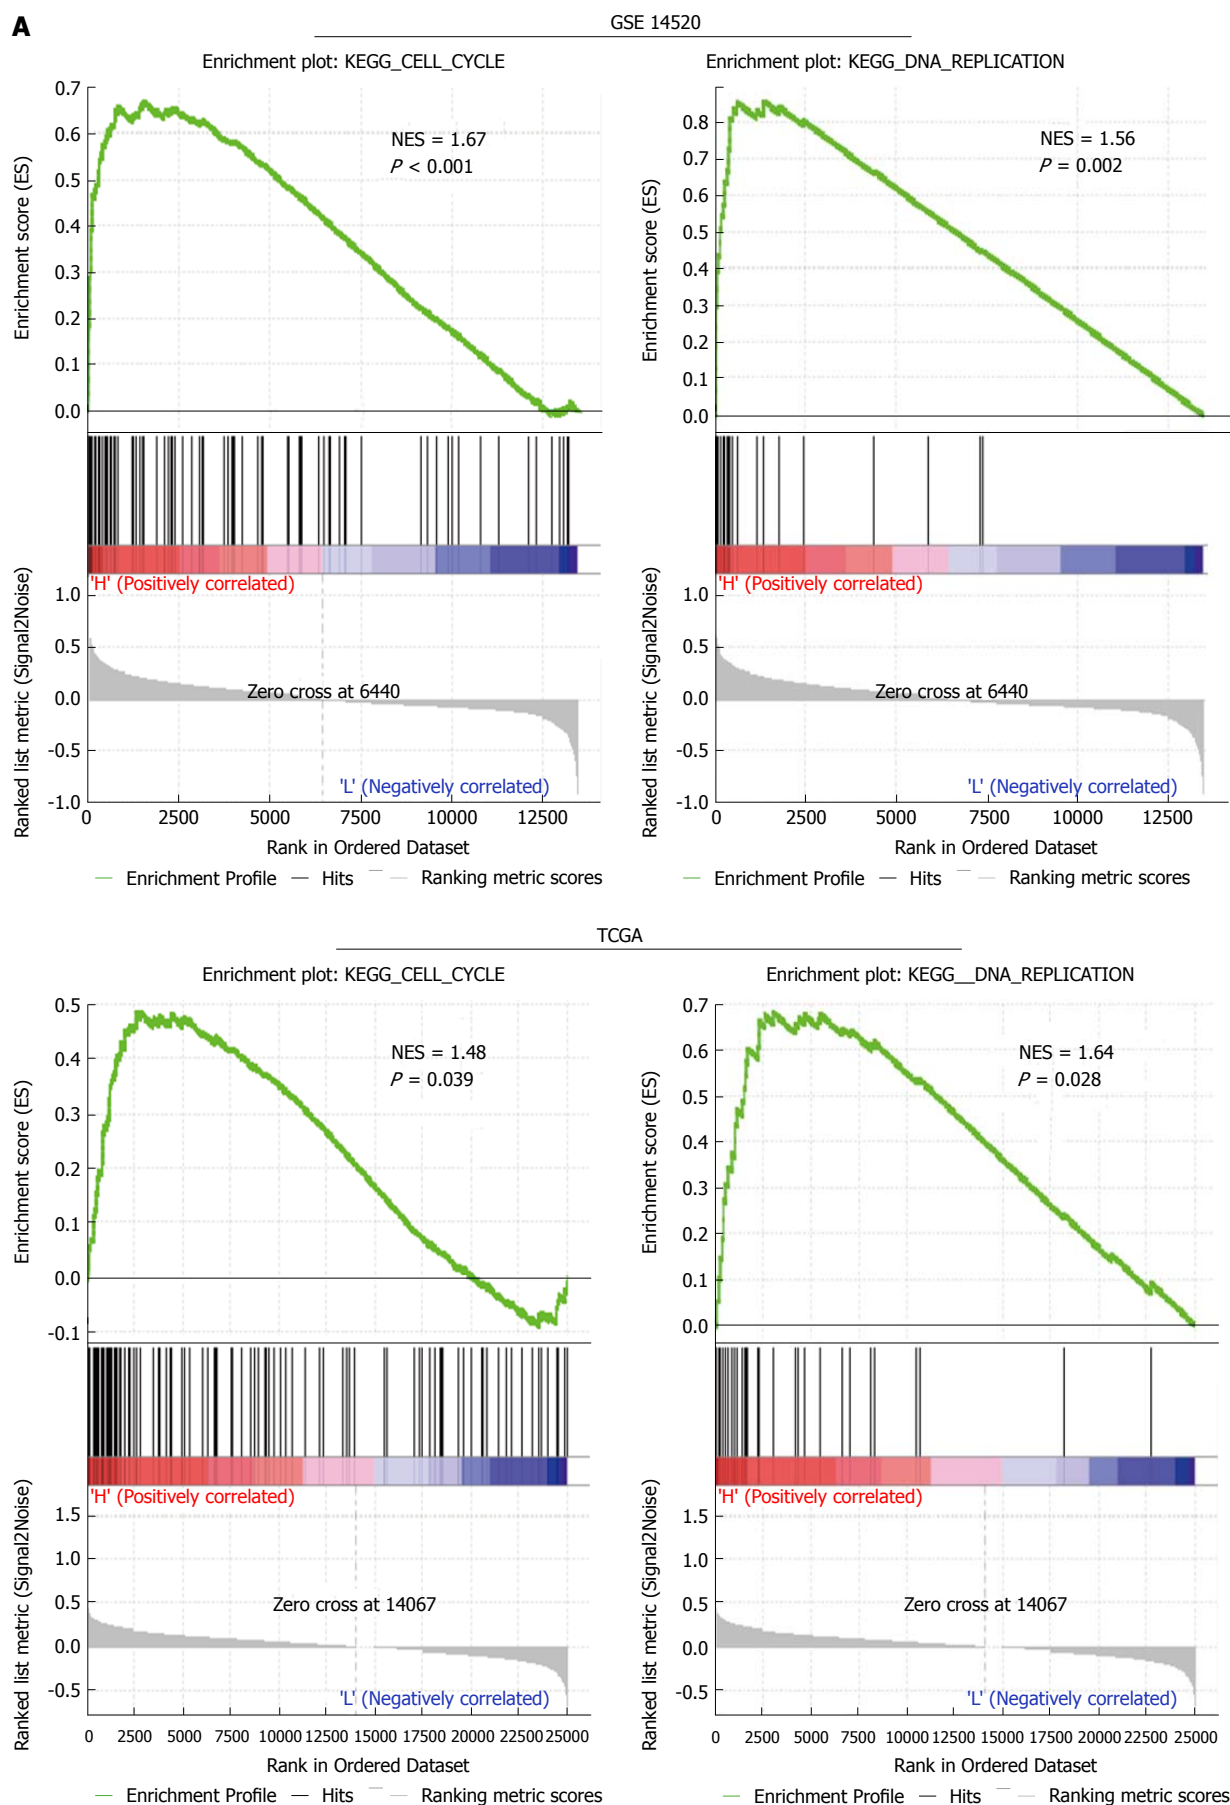 A
GSE 14520
Enrichment plot: KEGG_CELL_CYCLE
0.7
0.6
0.5
0.4
0.3
0.2
0.1
0.0
Enrichment score (ES)
NES = 1.67
P < 0.001
'H' (Positively correlated)
1.0
0.5
0.0
-0.5
-1.0
Ranked list metric (Signal2Noise)
Zero cross at 6440
'L' (Negatively correlated)
0 2500 5000 7500 10000 12500
Rank in Ordered Dataset
Enrichment Profile Hits Ranking metric scores
Enrichment plot: KEGG_DNA_REPLICATION
0.8
0.7
0.6
0.5
0.4
0.3
0.2
0.1
0.0
Enrichment score (ES)
NES = 1.56
P = 0.002
'H' (Positively correlated)
1.0
0.5
0.0
-0.5
-1.0
Ranked list metric (Signal2Noise)
Zero cross at 6440
'L' (Negatively correlated)
0 2500 5000 7500 10000 12500
Rank in Ordered Dataset
Enrichment Profile Hits Ranking metric scores
TCGA
Enrichment plot: KEGG_CELL_CYCLE
0.5
0.4
0.3
0.2
0.1
0.0
-0.1
Enrichment score (ES)
NES = 1.48
P = 0.039
'H' (Positively correlated)
1.5
1.0
0.5
0.0
-0.5
Ranked list metric (Signal2Noise)
Zero cross at 14067
'L' (Negatively correlated)
0 2500 5000 7500 10000 12500 15000 17500 20000 22500 25000
Rank in Ordered Dataset
Enrichment Profile Hits Ranking metric scores
Enrichment plot: KEGG__DNA_REPLICATION
0.7
0.6
0.5
0.4
0.3
0.2
0.1
0.0
Enrichment score (ES)
NES = 1.64
P = 0.028
'H' (Positively correlated)
1.5
1.0
0.5
0.0
-0.5
Ranked list metric (Signal2Noise)
Zero cross at 14067
'L' (Negatively correlated)
0 2500 5000 7500 10000 12500 15000 17500 20000 22500 25000
Rank in Ordered Dataset
Enrichment Profile Hits Ranking metric scores